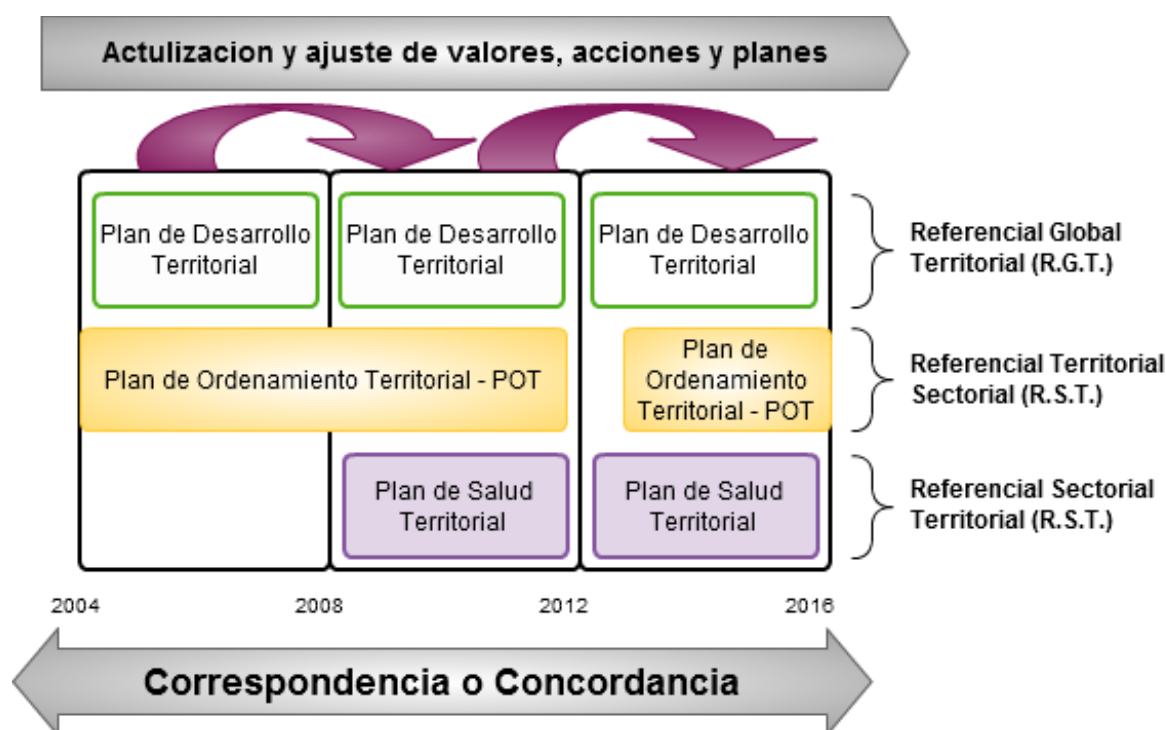 Actulizacion y ajuste de valores, acciones y planes
Plan de Desarrollo
Territorial
Plan de Desarrollo
Territorial
Plan de Desarrollo
Territorial
Referencial Global
Territorial (R.G.T.)
Plan de Ordenamiento Territorial - POT
Plan de
Ordenamiento
Territorial - POT
Referencial Territorial
Sectorial (R.S.T.)
Plan de Salud
Territorial
Plan de Salud
Territorial
Referencial Sectorial
Territorial (R.S.T.)
2004
2008
2012
2016
Correspondencia o Concordancia